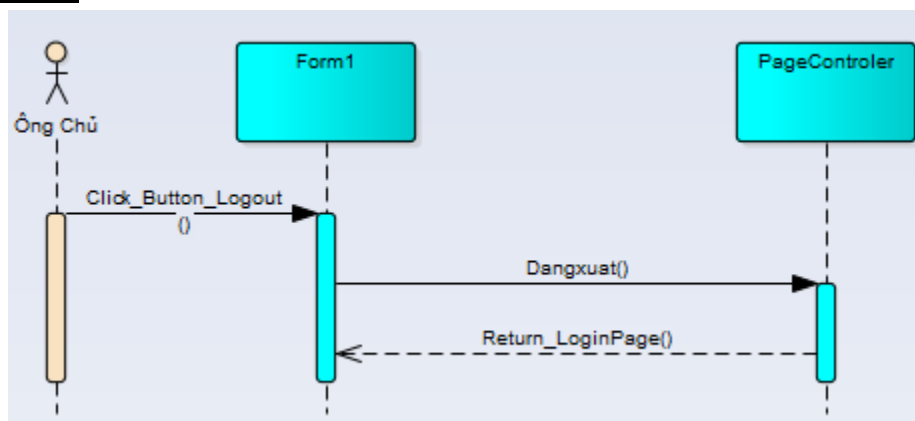 Form1
PageControler
Ông Chủ
Click_Button_Logout
()
Dangxuat()
Return_LoginPage()